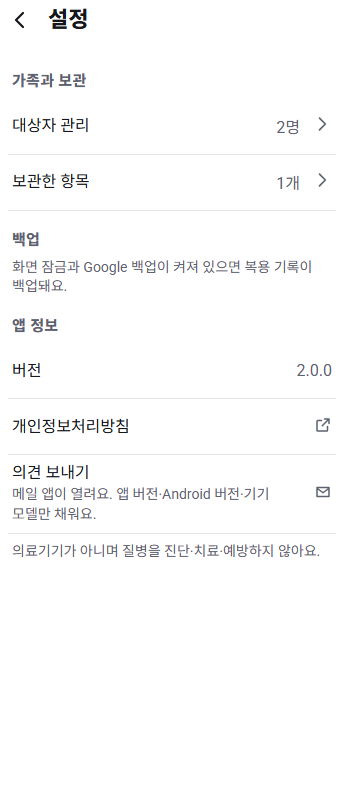 설정
가족과 보관
대상자 관리 2명
보관한 항목 1개
백업
화면 잠금과 Google 백업이 켜져 있으면 복용 기록이
백업돼요.
앱 정보
버전 2.0.0
개인정보처리방침
의견 보내기
메일 앱이 열려요. 앱 버전·Android 버전·기기
모델만 채워요.
의료기기가 아니며 질병을 진단·치료·예방하지 않아요.